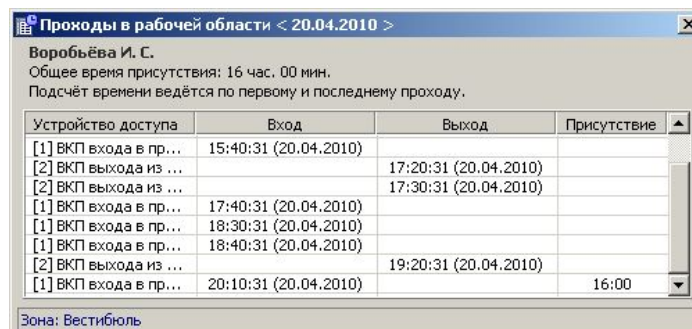 Проходы в рабочей области < 20.04.2010 >
Воробьёва И. С.
Общее время присутствия: 16 час. 00 мин.
Подсчёт времени ведётся по первому и последнему проходу.
Устройство доступа Вход Выход Присутствие
[1] ВКП входа в пр... 15:40:31 (20.04.2010)
[2] ВКП выхода из ... 17:20:31 (20.04.2010)
[2] ВКП выхода из ... 17:30:31 (20.04.2010)
[1] ВКП входа в пр... 17:40:31 (20.04.2010)
[1] ВКП входа в пр... 18:30:31 (20.04.2010)
[1] ВКП входа в пр... 18:40:31 (20.04.2010)
[2] ВКП выхода из ... 19:20:31 (20.04.2010)
[1] ВКП входа в пр... 20:10:31 (20.04.2010) 16:00
Зона: Вестибюль